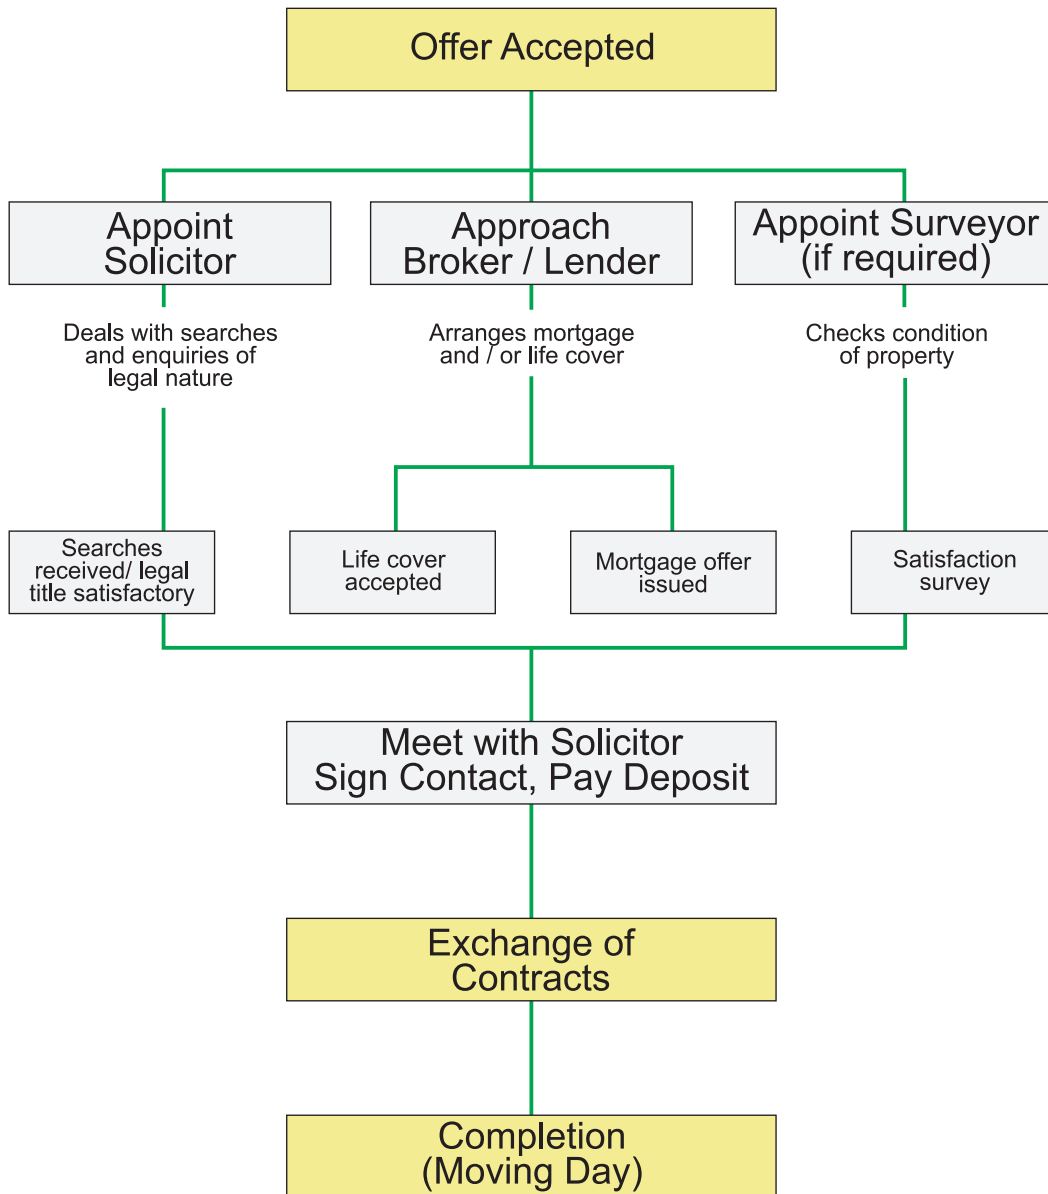 Offer Accepted
Appoint
Solicitor
Approach
Broker / Lender
Appoint Surveyor
(if required)
Deals with searches
and enquiries of
legal nature
Arranges mortgage
and / or life cover
Checks condition
of property
Searches
received/ legal
title satisfactory
Life cover
accepted
Mortgage offer
issued
Satisfaction
survey
Meet with Solicitor
Sign Contact, Pay Deposit
Exchange of
Contracts
Completion
(Moving Day)